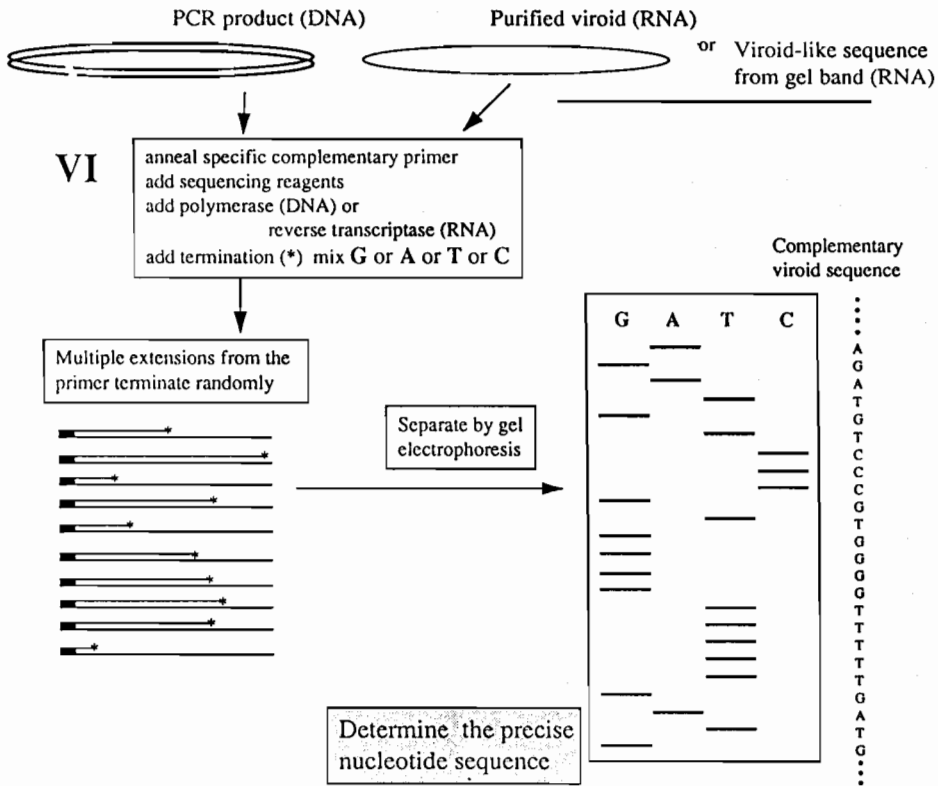 PCR product (DNA)
Purified viroid (RNA)
or
Viroid-like sequence
from gel band (RNA)
VI
anneal specific complementary primer
add sequencing reagents
add polymerase (DNA) or
reverse transcriptase (RNA)
add termination (*) mix G or A or T or C
Multiple extensions from the
primer terminate randomly
* * * * * * * * * *
Separate by gel
electrophoresis
Complementary
viroid sequence
G A T C
A
G
A
T
G
T
C
C
C
G
T
G
G
G
G
T
T
T
T
T
G
A
T
G
Determine the precise
nucleotide sequence